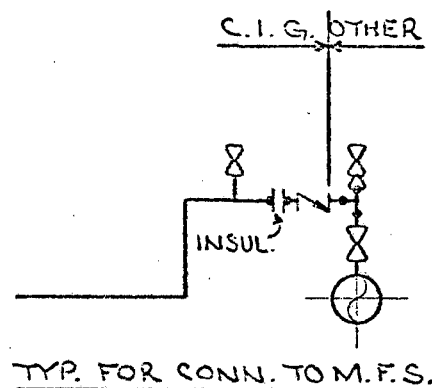 C.I.G. OTHER
INSUL.
TYP. FOR CONN. TO M.F.S.